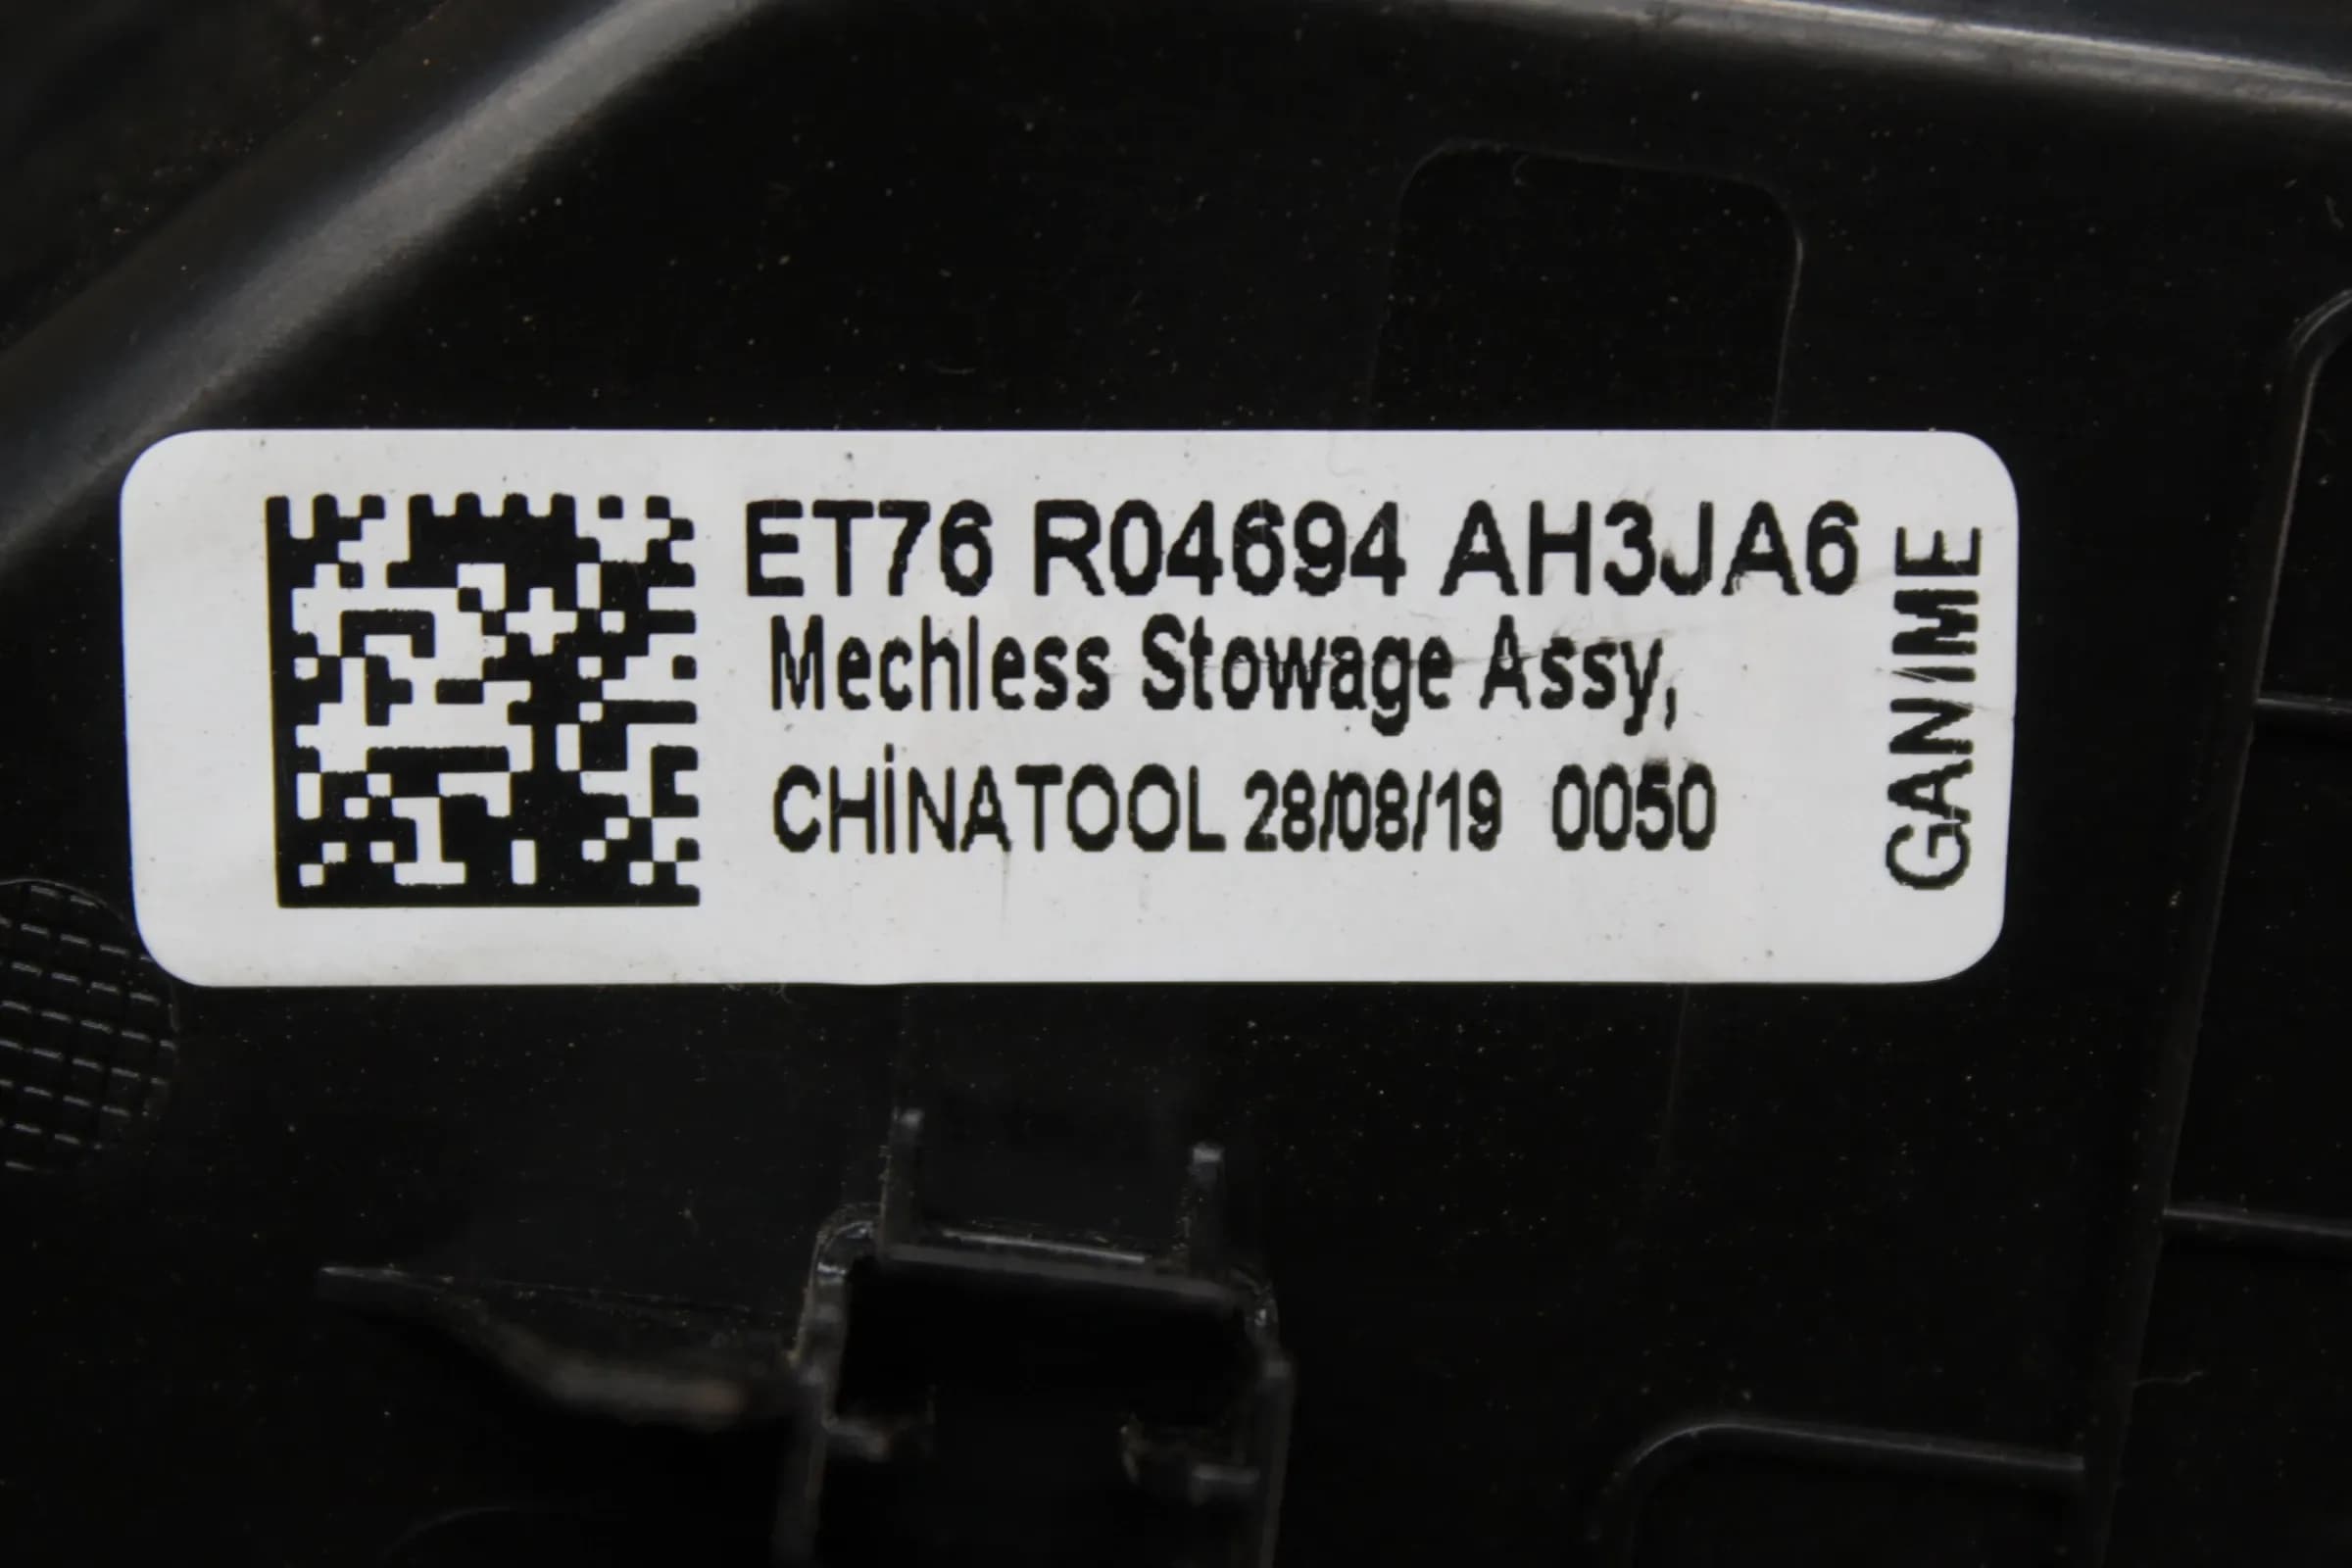 ET76 R04694 AH3JA6
Mechless Stowage Assy,
CHİNATOOL 28/08/19 0050
GANIME